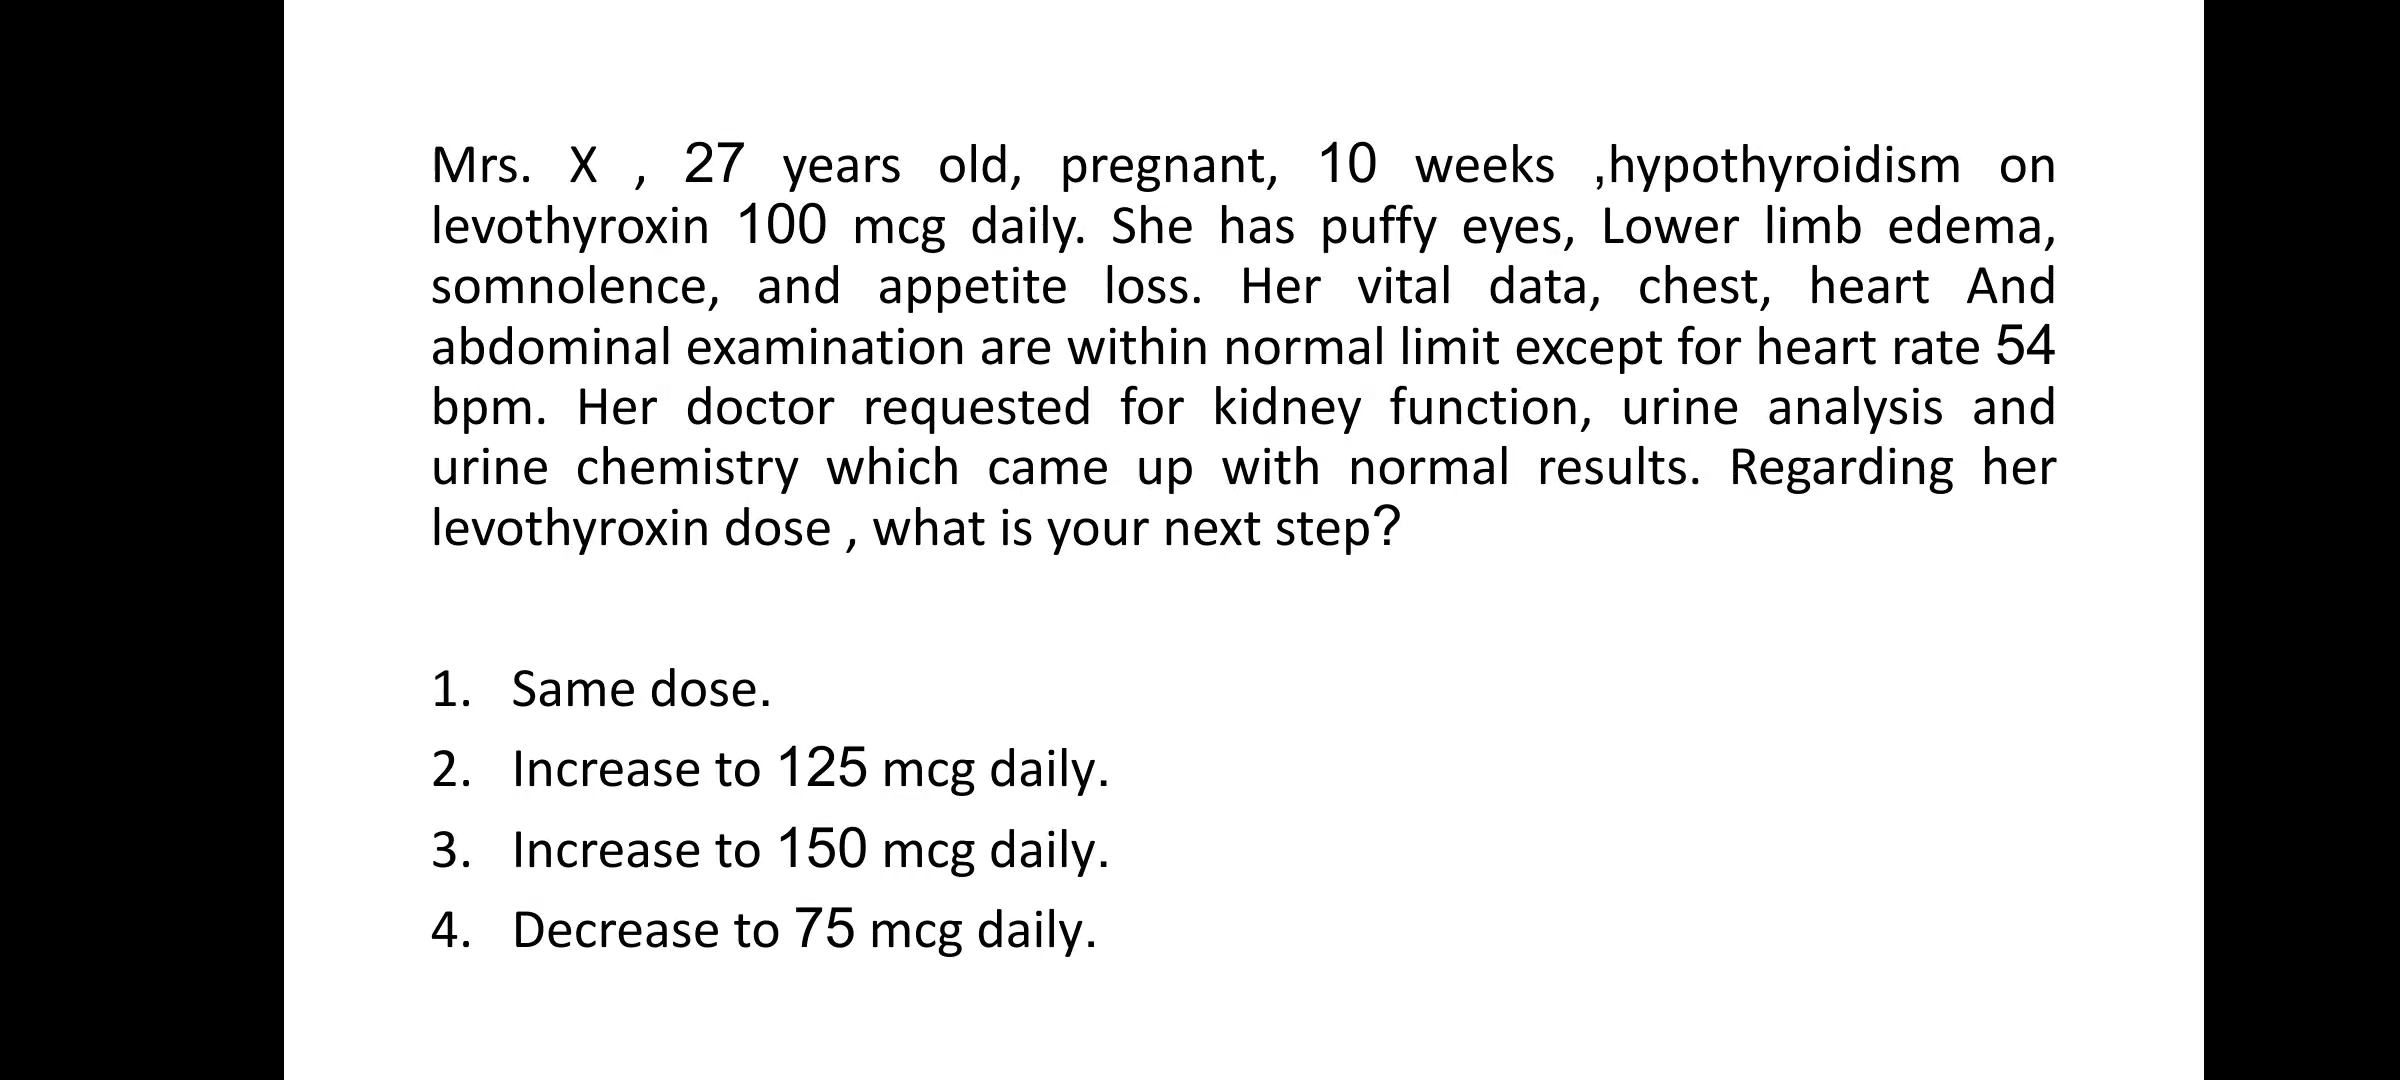 Mrs. X , 27 years old, pregnant, 10 weeks ,hypothyroidism on
levothyroxin 100 mcg daily. She has puffy eyes, Lower limb edema,
somnolence, and appetite loss. Her vital data, chest, heart And
abdominal examination are within normal limit except for heart rate 54
bpm. Her doctor requested for kidney function, urine analysis and
urine chemistry which came up with normal results. Regarding her
levothyroxin dose , what is your next step?
1. Same dose.
2. Increase to 125 mcg daily.
3. Increase to 150 mcg daily.
4. Decrease to 75 mcg daily.